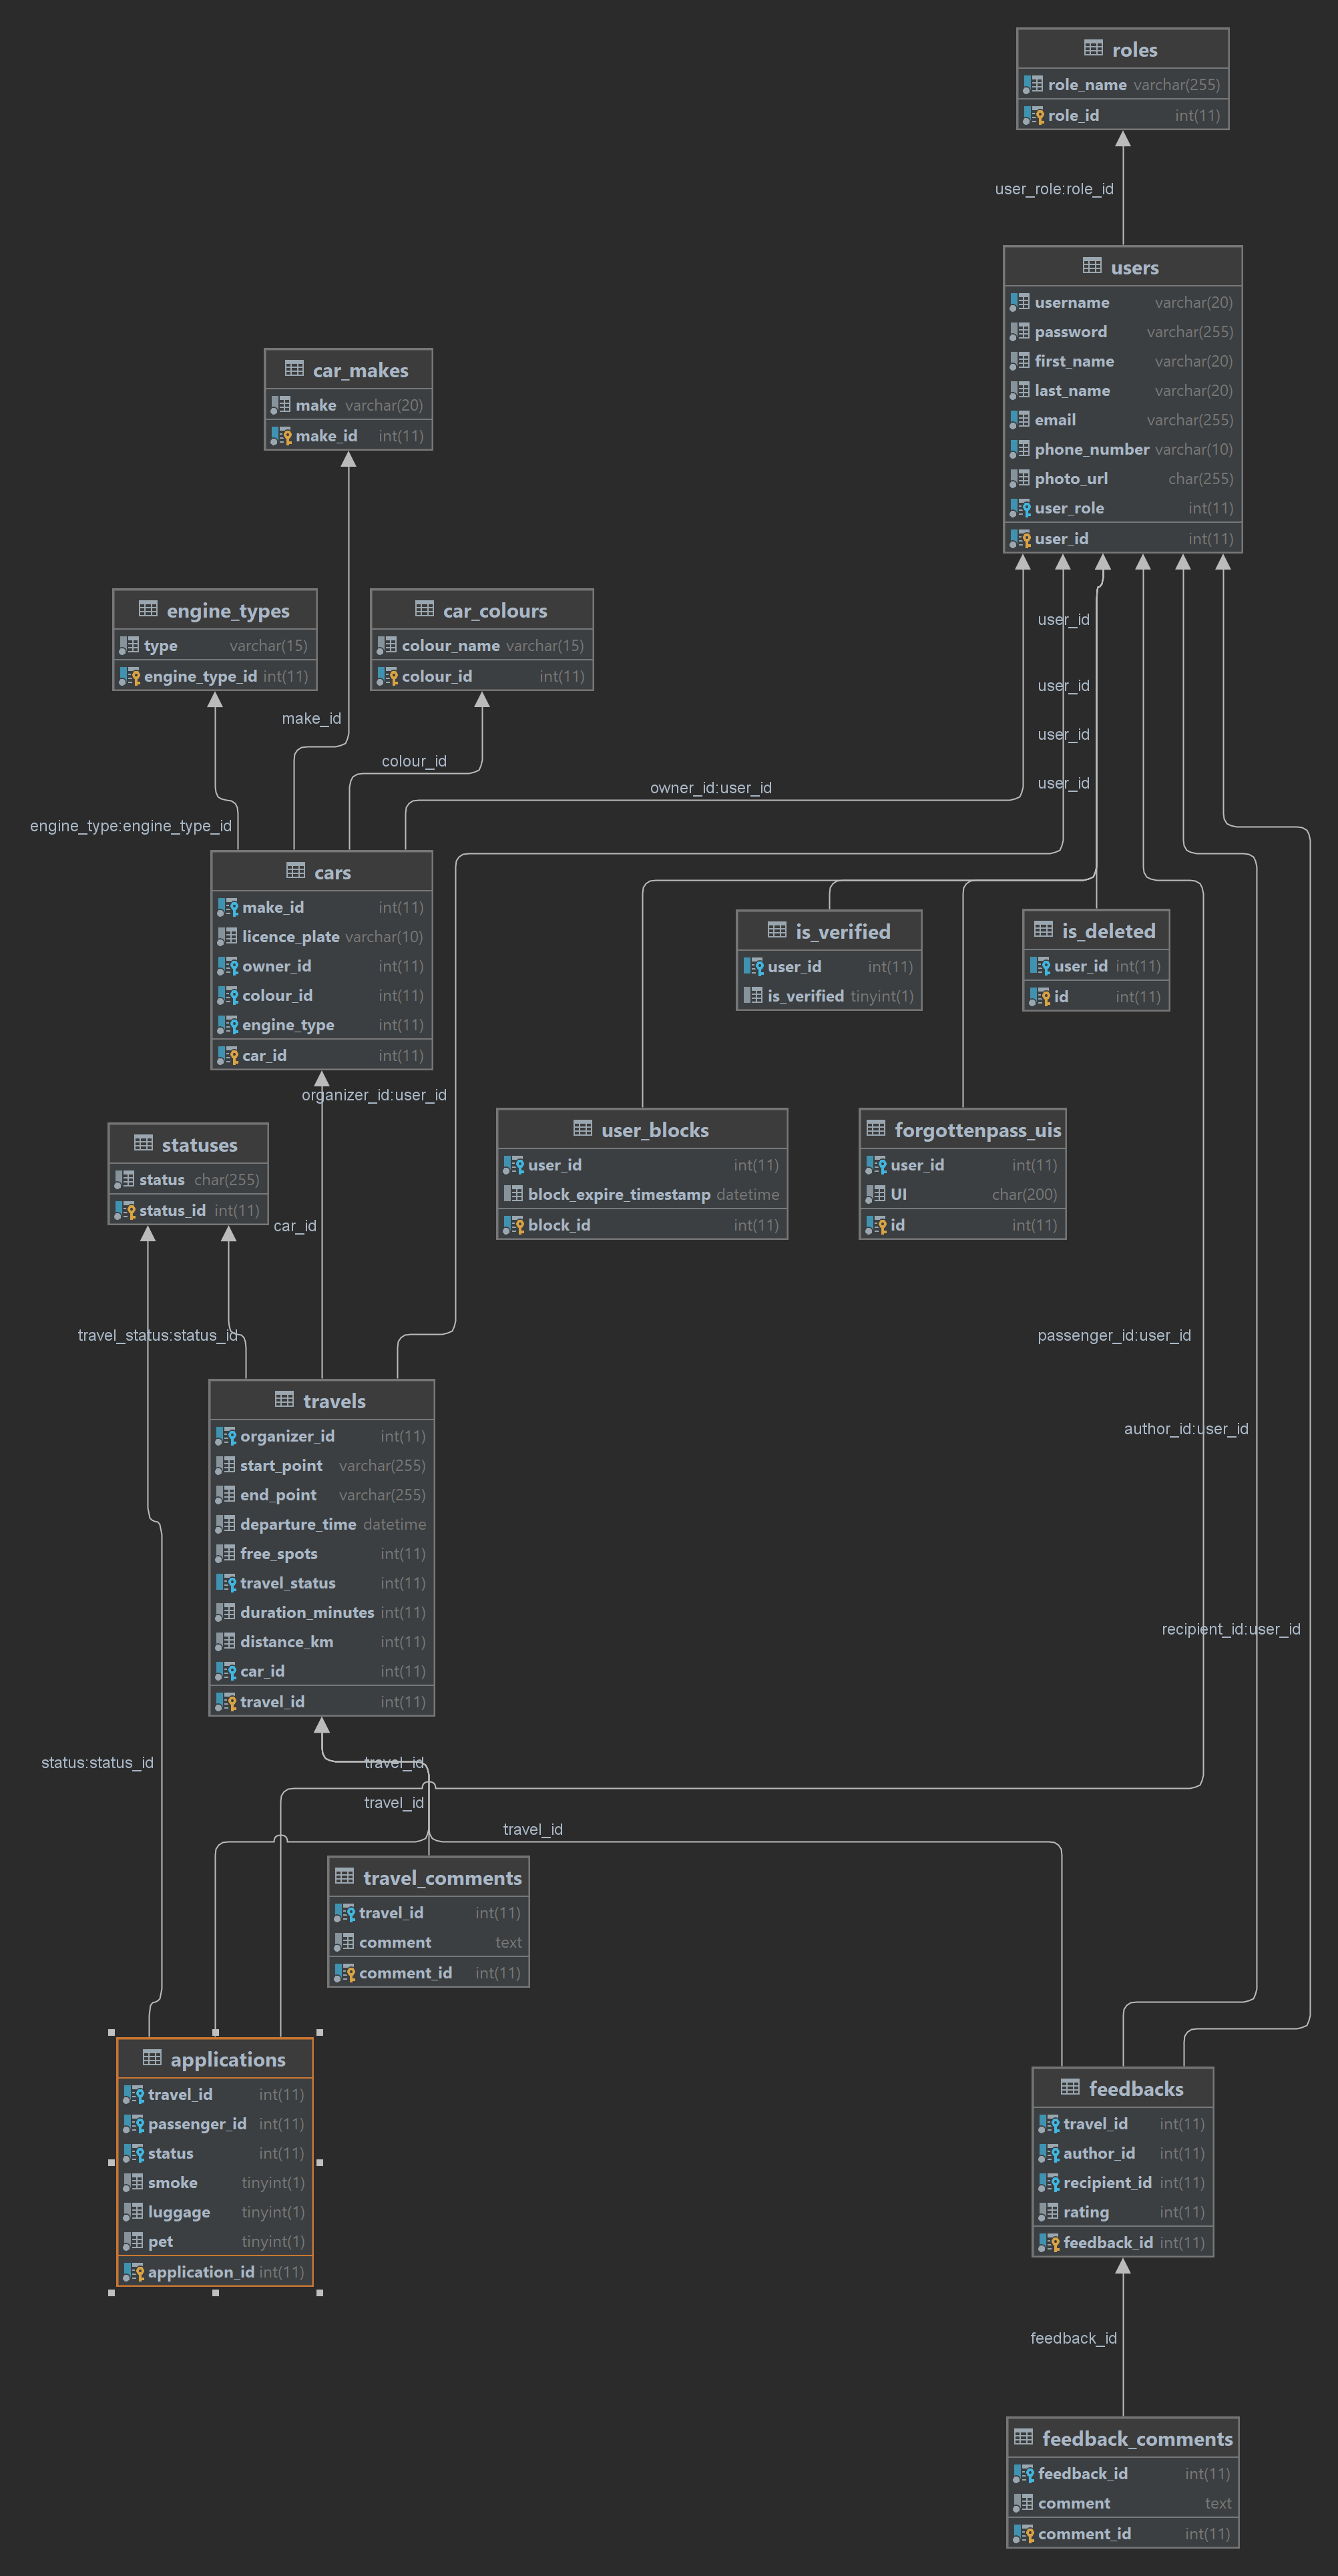 roles
role_name varchar(255)
role_id int(11)
user_role:role_id
users
username varchar(20)
password varchar(255)
first_name varchar(20)
last_name varchar(20)
email varchar(255)
phone_number varchar(10)
photo_url char(255)
user_role int(11)
user_id int(11)
car_makes
make varchar(20)
make_id int(11)
engine_types
type varchar(15)
engine_type_id int(11)
car_colours
colour_name varchar(15)
colour_id int(11)
user_id
user_id
user_id
user_id
make_id
colour_id
owner_id:user_id
engine_type:engine_type_id
cars
make_id int(11)
licence_plate varchar(10)
owner_id int(11)
colour_id int(11)
engine_type int(11)
car_id int(11)
is_verified
user_id int(11)
is_verified tinyint(1)
is_deleted
user_id int(11)
id int(11)
organizer_id:user_id
statuses
status char(255)
status_id int(11)
user_blocks
user_id int(11)
block_expire_timestamp datetime
block_id int(11)
forgottenpass_uis
user_id int(11)
UI char(200)
id int(11)
car_id
travel_status:status_id
passenger_id:user_id
author_id:user_id
recipient_id:user_id
travels
organizer_id int(11)
start_point varchar(255)
end_point varchar(255)
departure_time datetime
free_spots int(11)
travel_status int(11)
duration_minutes int(11)
distance_km int(11)
car_id int(11)
travel_id int(11)
status:status_id
travel_id
travel_id
travel_id
travel_comments
travel_id int(11)
comment text
comment_id int(11)
applications
travel_id int(11)
passenger_id int(11)
status int(11)
smoke tinyint(1)
luggage tinyint(1)
pet tinyint(1)
application_id int(11)
feedbacks
travel_id int(11)
author_id int(11)
recipient_id int(11)
rating int(11)
feedback_id int(11)
feedback_id
feedback_comments
feedback_id int(11)
comment text
comment_id int(11)